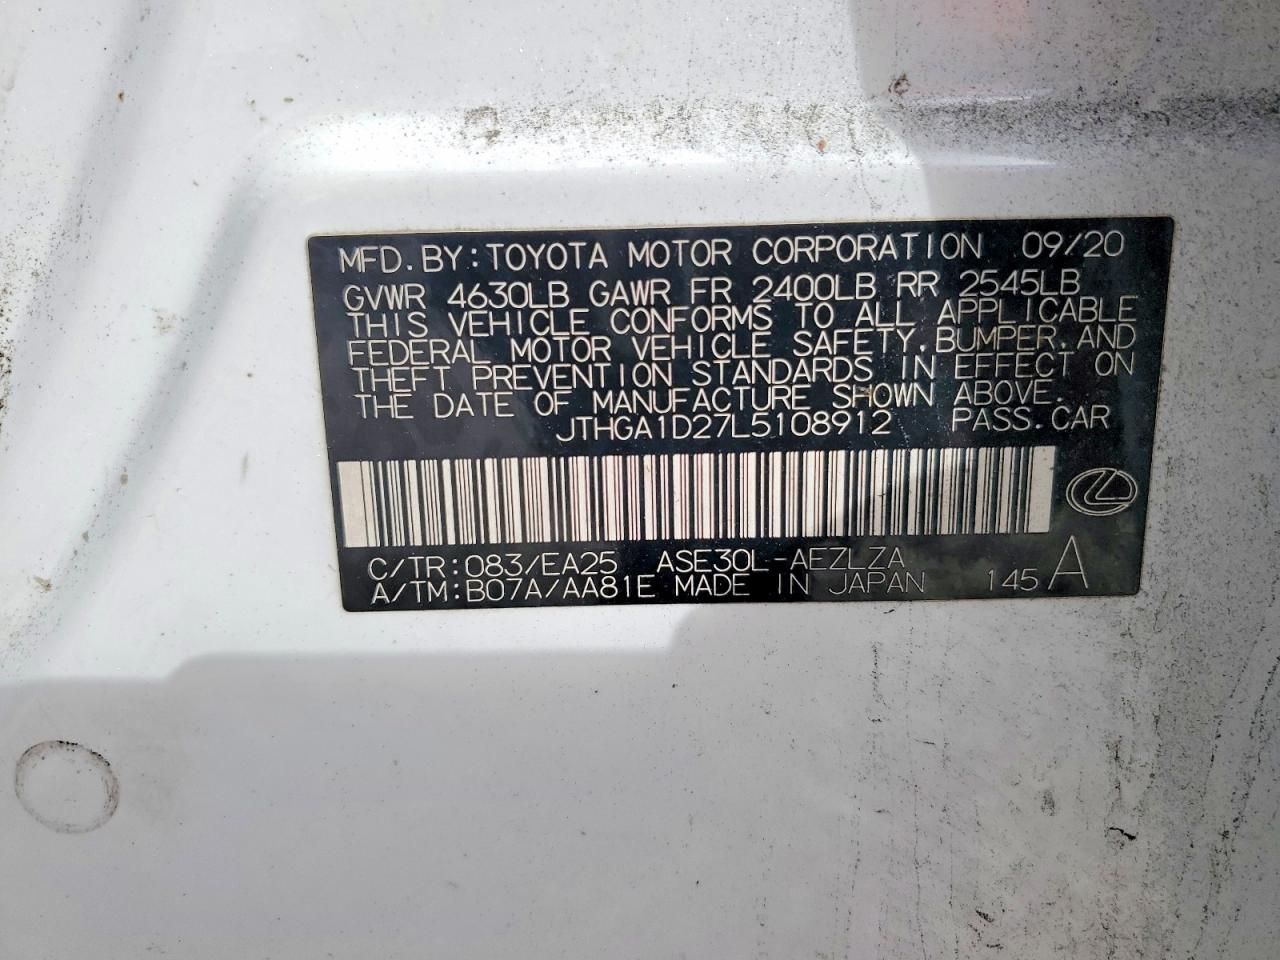 MFD.BY:TOYOTA MOTOR CORPORATION 09/20
GVWR 4630LB GAWR FR 2400LB RR 2545LB
THIS VEHICLE CONFORMS TO ALL APPLICABLE
FEDERAL MOTOR VEHICLE SAFETY,BUMPER,AND
THEFT PREVENTION STANDARDS IN EFFECT ON
THE DATE OF MANUFACTURE SHOWN ABOVE.
JTHGA1D27L5108912 PASS.CAR
C/TR:083/EA25 ASE30L-AEZLZA
A/TM:B07A/AA81E MADE IN JAPAN 145 A